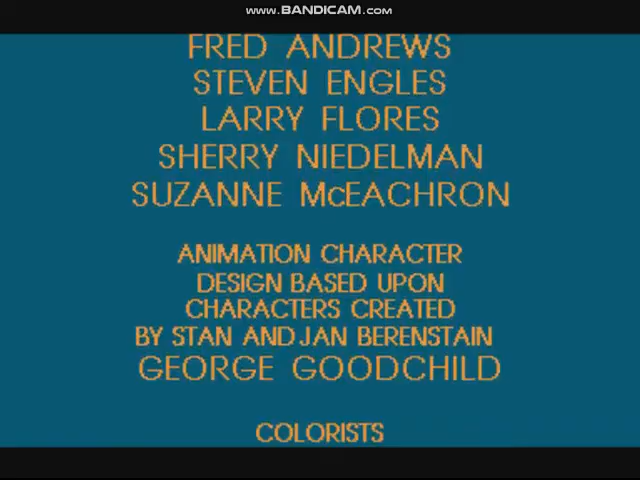 www.BANDICAM.com
FRED ANDREWS
STEVEN ENGLES
LARRY FLORES
SHERRY NIEDELMAN
SUZANNE McEACHRON
ANIMATION CHARACTER
DESIGN BASED UPON
CHARACTERS CREATED
BY STAN AND JAN BERENSTAIN
GEORGE GOODCHILD
COLORISTS